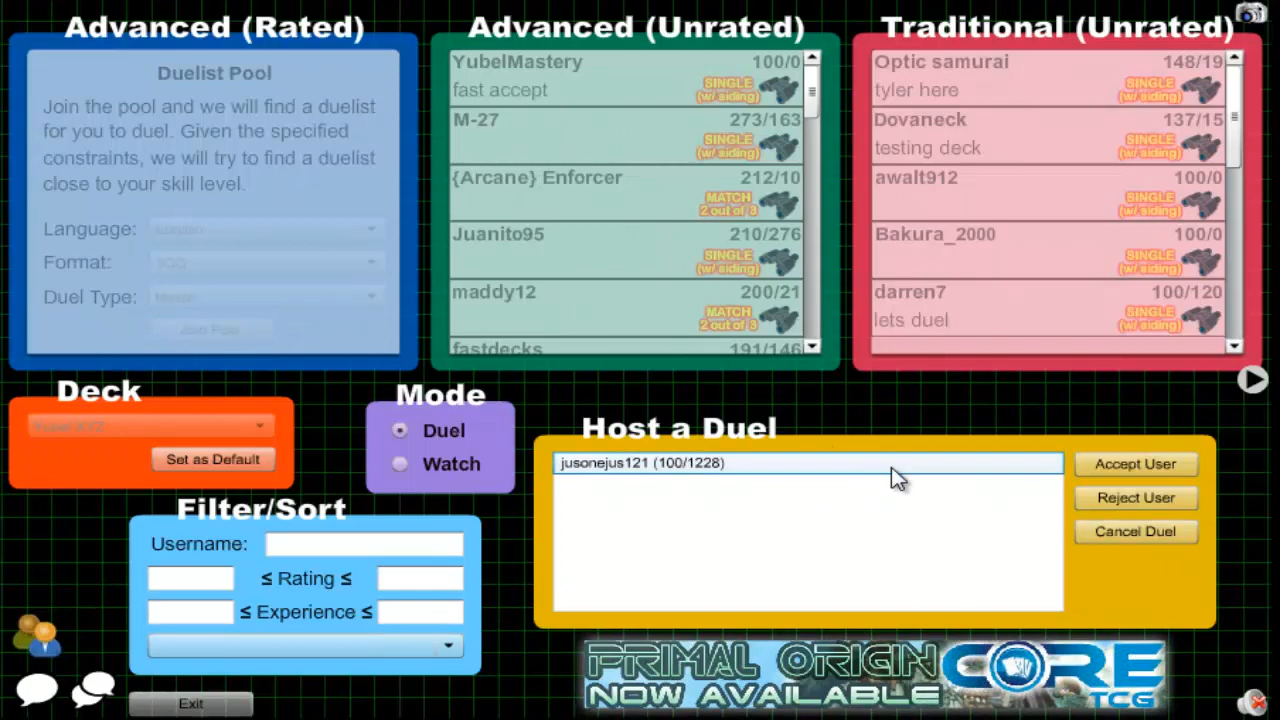 Advanced (Rated)
Duelist Pool
Join the pool and we will find a duelist
for you to duel. Given the specified
constraints, we will try to find a duelist
close to your skill level.
Language:
Format:
Duel Type:
Join Pool
Advanced (Unrated)
YubelMastery 100/0
fast accept SINGLE
(w/ siding)
M-27 273/163
SINGLE
(w/ siding)
{Arcane} Enforcer 212/10
MATCH
2 out of 3
Juanito95 210/276
SINGLE
(w/ siding)
maddy12 200/21
MATCH
2 out of 3
fastdecks 191/146
Traditional (Unrated)
Optic samurai 148/19
tyler here SINGLE
(w/ siding)
Dovaneck 137/15
testing deck SINGLE
(w/ siding)
awalt912 100/0
SINGLE
(w/ siding)
Bakura_2000 100/0
SINGLE
(w/ siding)
darren7 100/120
lets duel SINGLE
(w/ siding)
Deck
Yubel XYZ
Set as Default
Mode
Duel
Watch
Host a Duel
jusonejus121 (100/1228)
Accept User
Reject User
Cancel Duel
Filter/Sort
Username:
≤ Rating ≤
≤ Experience ≤
Exit
PRIMAL ORIGIN
NOW AVAILABLE
CORE
TCG